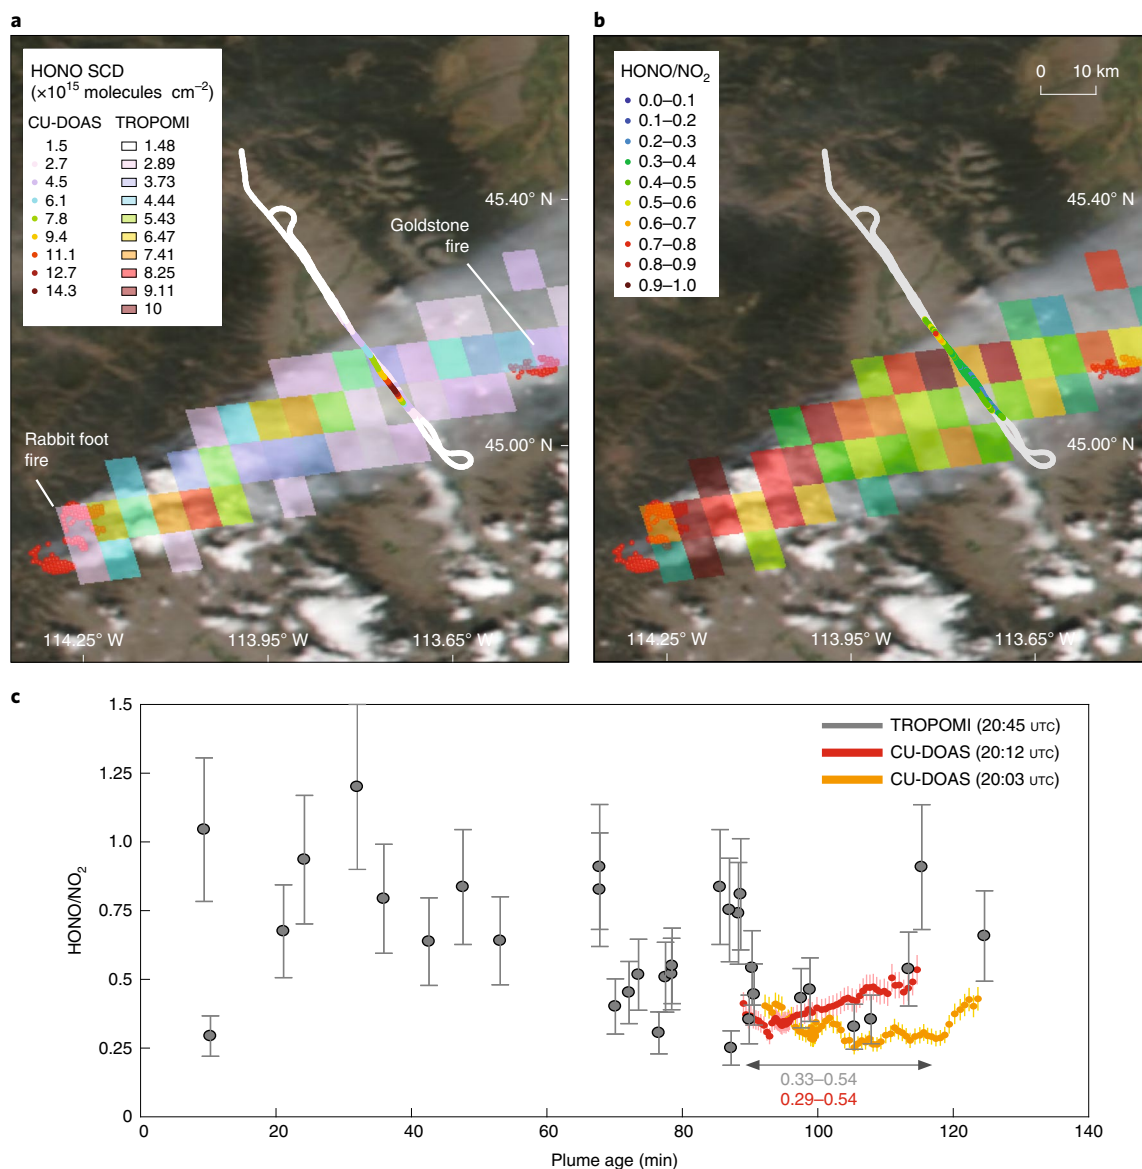 a
HONO SCD
(×10¹⁵ molecules cm⁻²)
CU-DOAS TROPOMI
1.5 1.48
2.7 2.89
4.5 3.73
6.1 4.44
7.8 5.43
9.4 6.47
11.1 7.41
12.7 8.25
14.3 9.11
10
45.40° N
Goldstone
fire
45.00° N
Rabbit foot
fire
114.25° W 113.95° W 113.65° W
b
HONO/NO₂
0.0–0.1
0.1–0.2
0.2–0.3
0.3–0.4
0.4–0.5
0.5–0.6
0.6–0.7
0.7–0.8
0.8–0.9
0.9–1.0
0 10 km
45.40° N
45.00° N
114.25° W 113.95° W 113.65° W
c
1.5
1.25
1.0
0.75
0.5
0.25
0
HONO/NO₂
TROPOMI (20:45 UTC)
CU-DOAS (20:12 UTC)
CU-DOAS (20:03 UTC)
0.33–0.54
0.29–0.54
0 20 40 60 80 100 120 140
Plume age (min)